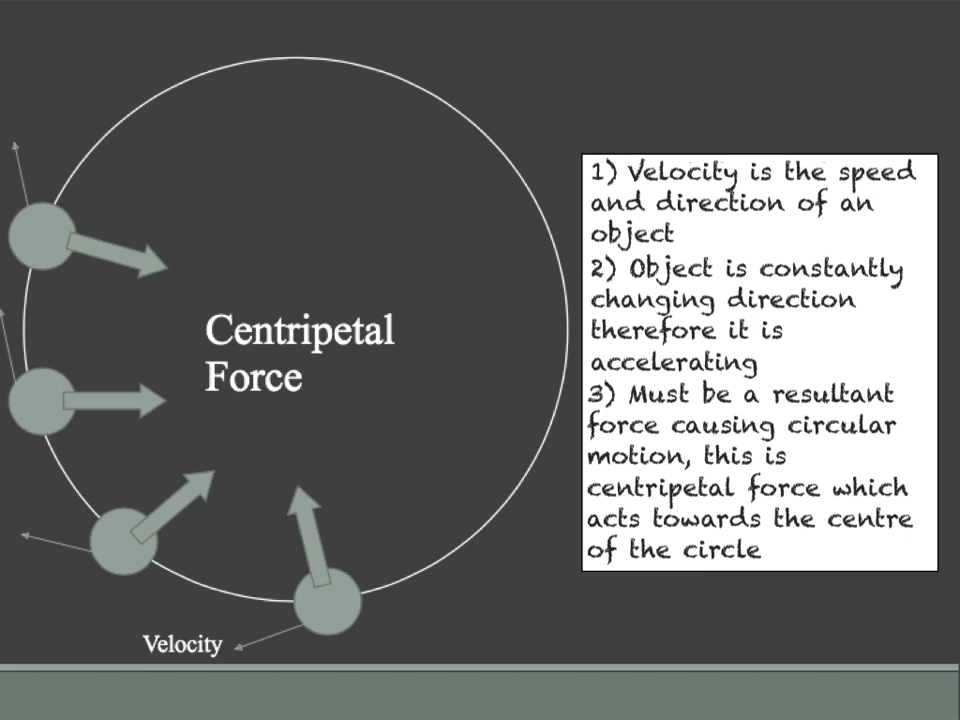 Centripetal
Force
Velocity
1) Velocity is the speed
and direction of an
object
2) Object is constantly
changing direction
therefore it is
accelerating
3) Must be a resultant
force causing circular
motion, this is
centripetal force which
acts towards the centre
of the circle